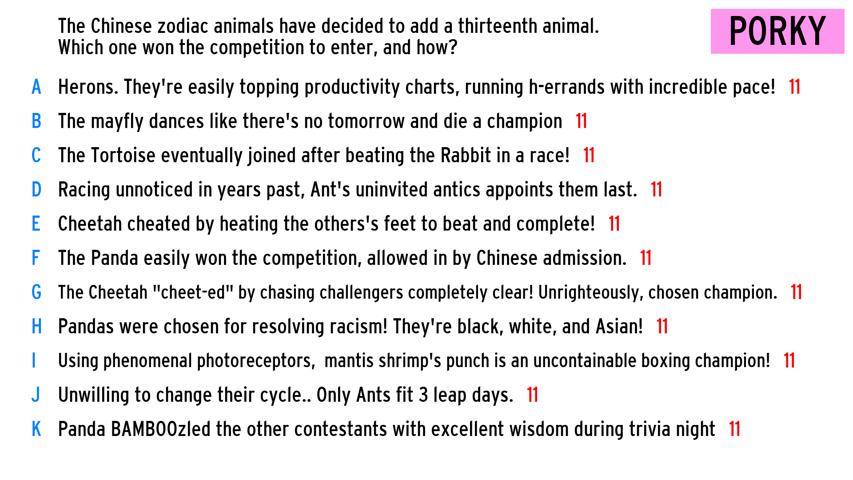 The Chinese zodiac animals have decided to add a thirteenth animal.
Which one won the competition to enter, and how?
PORKY
A Herons. They're easily topping productivity charts, running h-errands with incredible pace! 11
B The mayfly dances like there's no tomorrow and die a champion 11
C The Tortoise eventually joined after beating the Rabbit in a race! 11
D Racing unnoticed in years past, Ant's uninvited antics appoints them last. 11
E Cheetah cheated by heating the others's feet to beat and complete! 11
F The Panda easily won the competition, allowed in by Chinese admission. 11
G The Cheetah "cheet-ed" by chasing challengers completely clear! Unrighteously, chosen champion. 11
H Pandas were chosen for resolving racism! They're black, white, and Asian! 11
I Using phenomenal photoreceptors, mantis shrimp's punch is an uncontainable boxing champion! 11
J Unwilling to change their cycle.. Only Ants fit 3 leap days. 11
K Panda BAMBOOzled the other contestants with excellent wisdom during trivia night 11